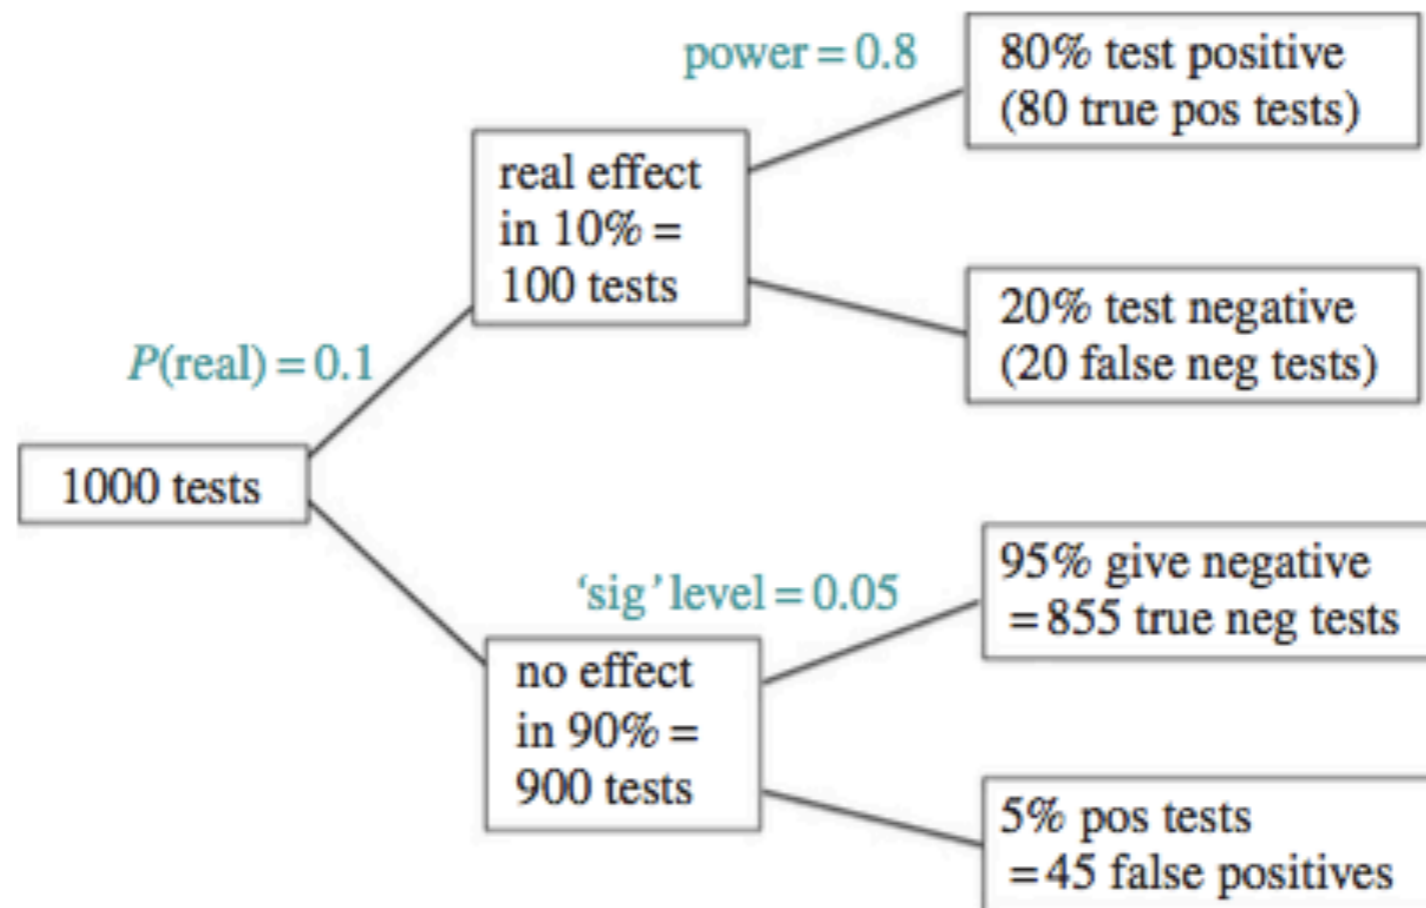 power = 0.8
80% test positive
(80 true pos tests)
real effect
in 10% =
100 tests
20% test negative
(20 false neg tests)
P(real) = 0.1
1000 tests
‘sig’ level = 0.05
95% give negative
= 855 true neg tests
no effect
in 90% =
900 tests
5% pos tests
= 45 false positives